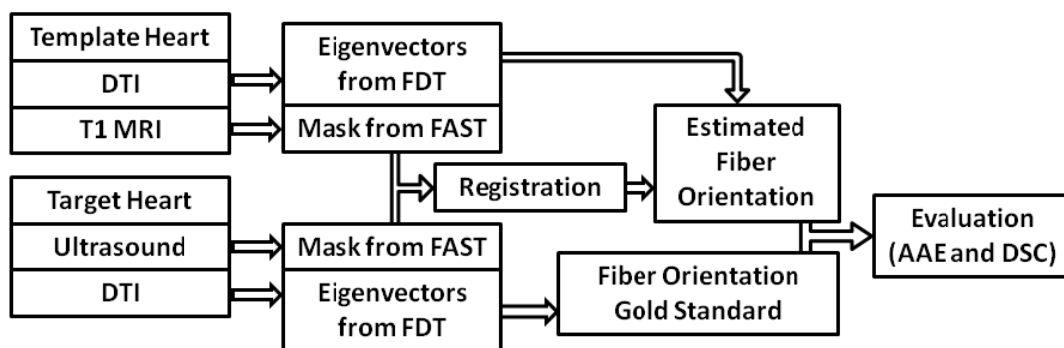 Template Heart
DTI
T1 MRI
Eigenvectors
from FDT
Mask from FAST
Target Heart
Ultrasound
DTI
Mask from FAST
Eigenvectors
from FDT
Registration
Estimated
Fiber
Orientation
Fiber Orientation
Gold Standard
Evaluation
(AAE and DSC)